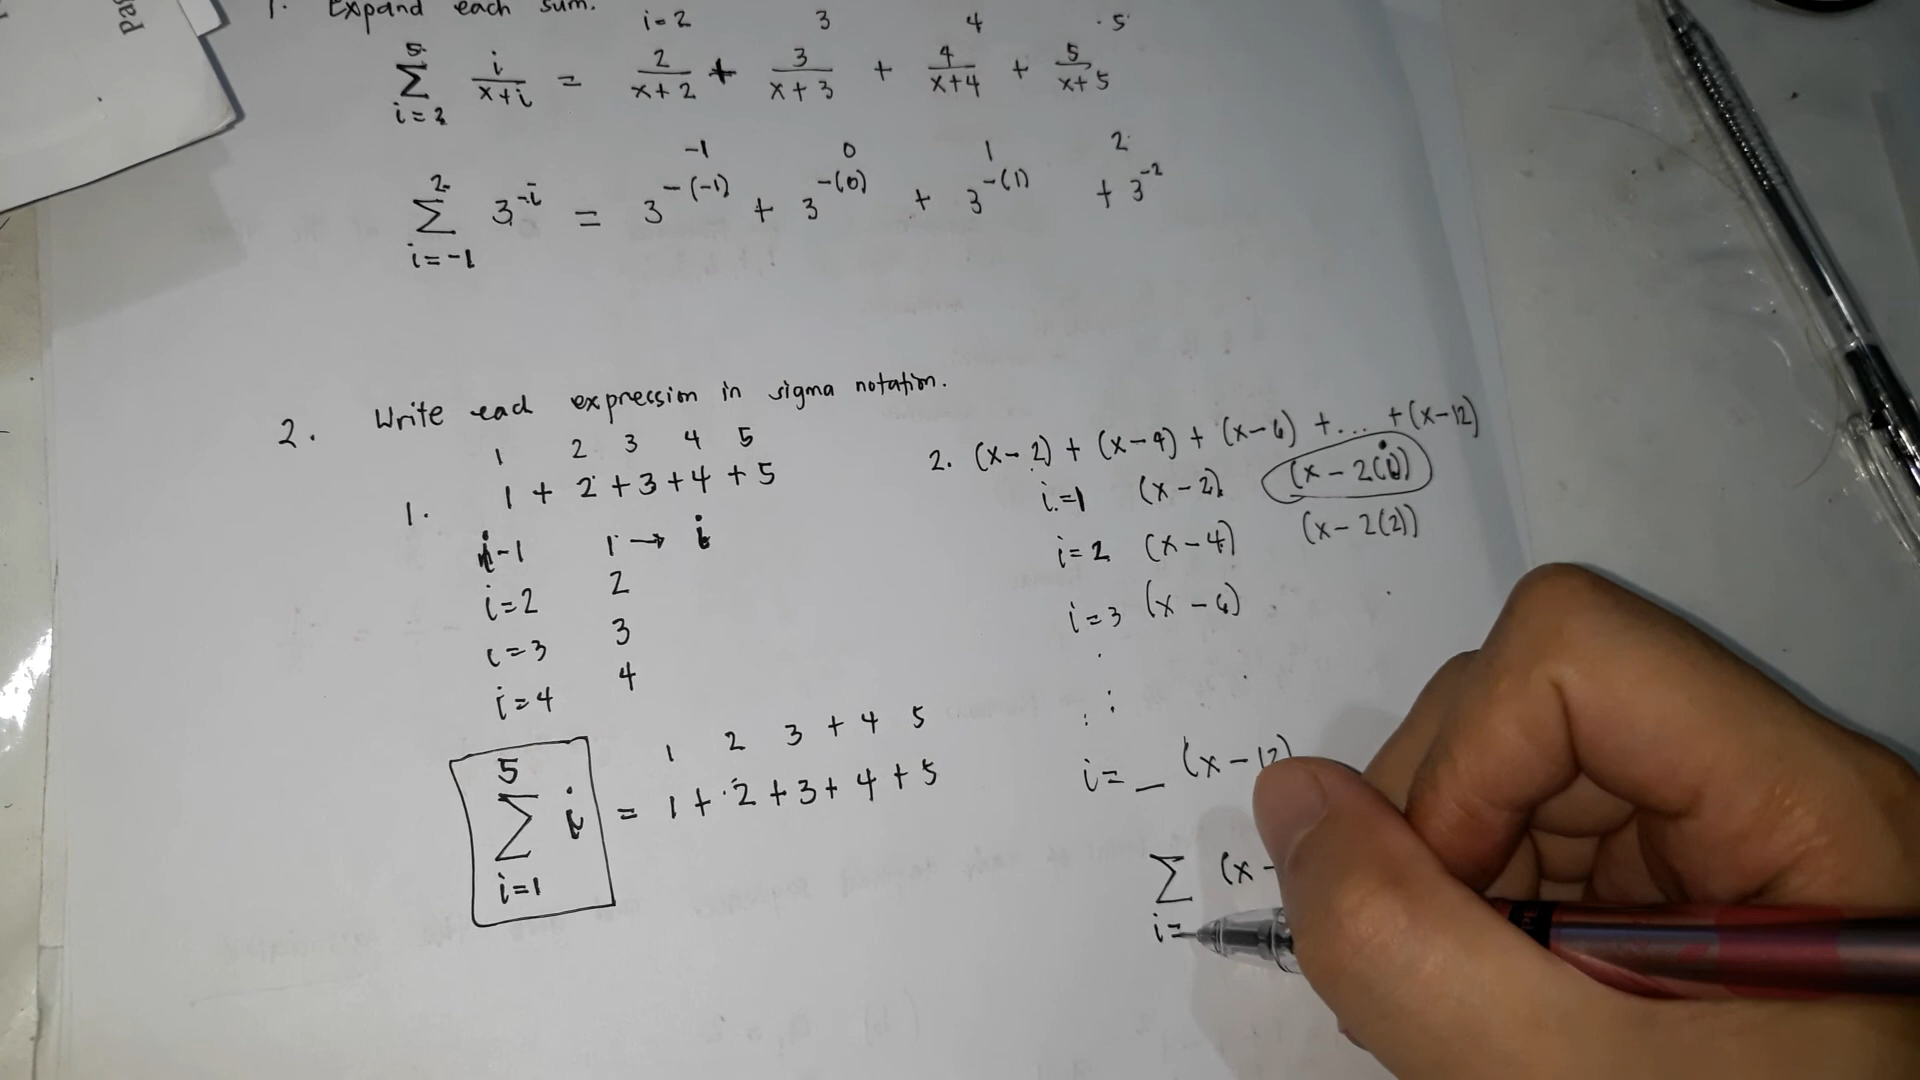 1. Expand each sum.
i=2 3 4 5
5 Σ i=2 i/(x+i) = 2/(x+2) + 3/(x+3) + 4/(x+4) + 5/(x+5)
-1 0 1 2
2 Σ i=-1 3^-i = 3^-(-1) + 3^-(0) + 3^-(1) + 3^-2
2. Write each expression in sigma notation.
1 2 3 4 5
1. 1 + 2 + 3 + 4 + 5
i-1 1 → i
i=2 2
i=3 3
i=4 4
1 2 3 + 4 5
5 Σ i=1 i = 1 + 2 + 3 + 4 + 5
2. (x-2) + (x-4) + (x-6) + ... + (x-12)
i=1 (x-2) (x-2(i))
i=2 (x-4) (x-2(2))
i=3 (x-6)
i=_ (x-12)
Σ (x-
i=